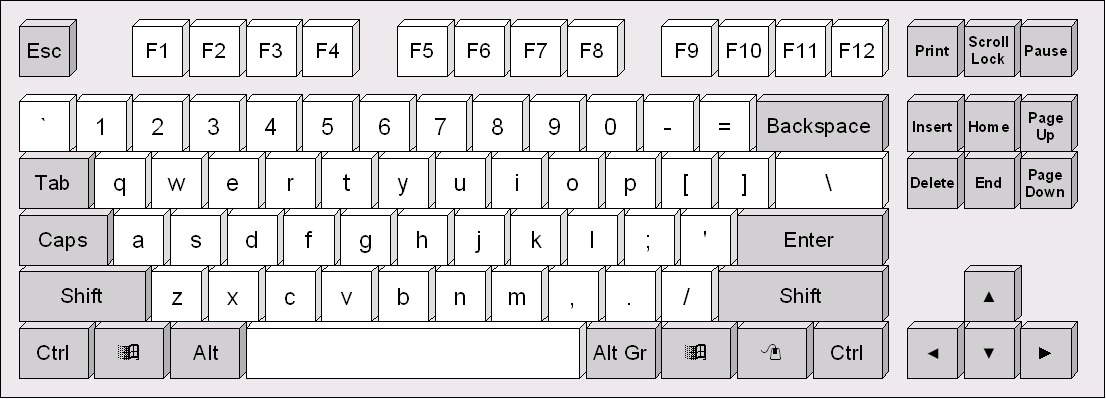 Esc F1 F2 F3 F4 F5 F6 F7 F8 F9 F10 F11 F12 Print Scroll Lock Pause
` 1 2 3 4 5 6 7 8 9 0 - = Backspace Insert Home Page Up
Tab q w e r t y u i o p [ ] \ Delete End Page Down
Caps a s d f g h j k l ; ' Enter
Shift z x c v b n m , . / Shift ▲
Ctrl Alt Alt Gr Ctrl ◄ ▼ ►